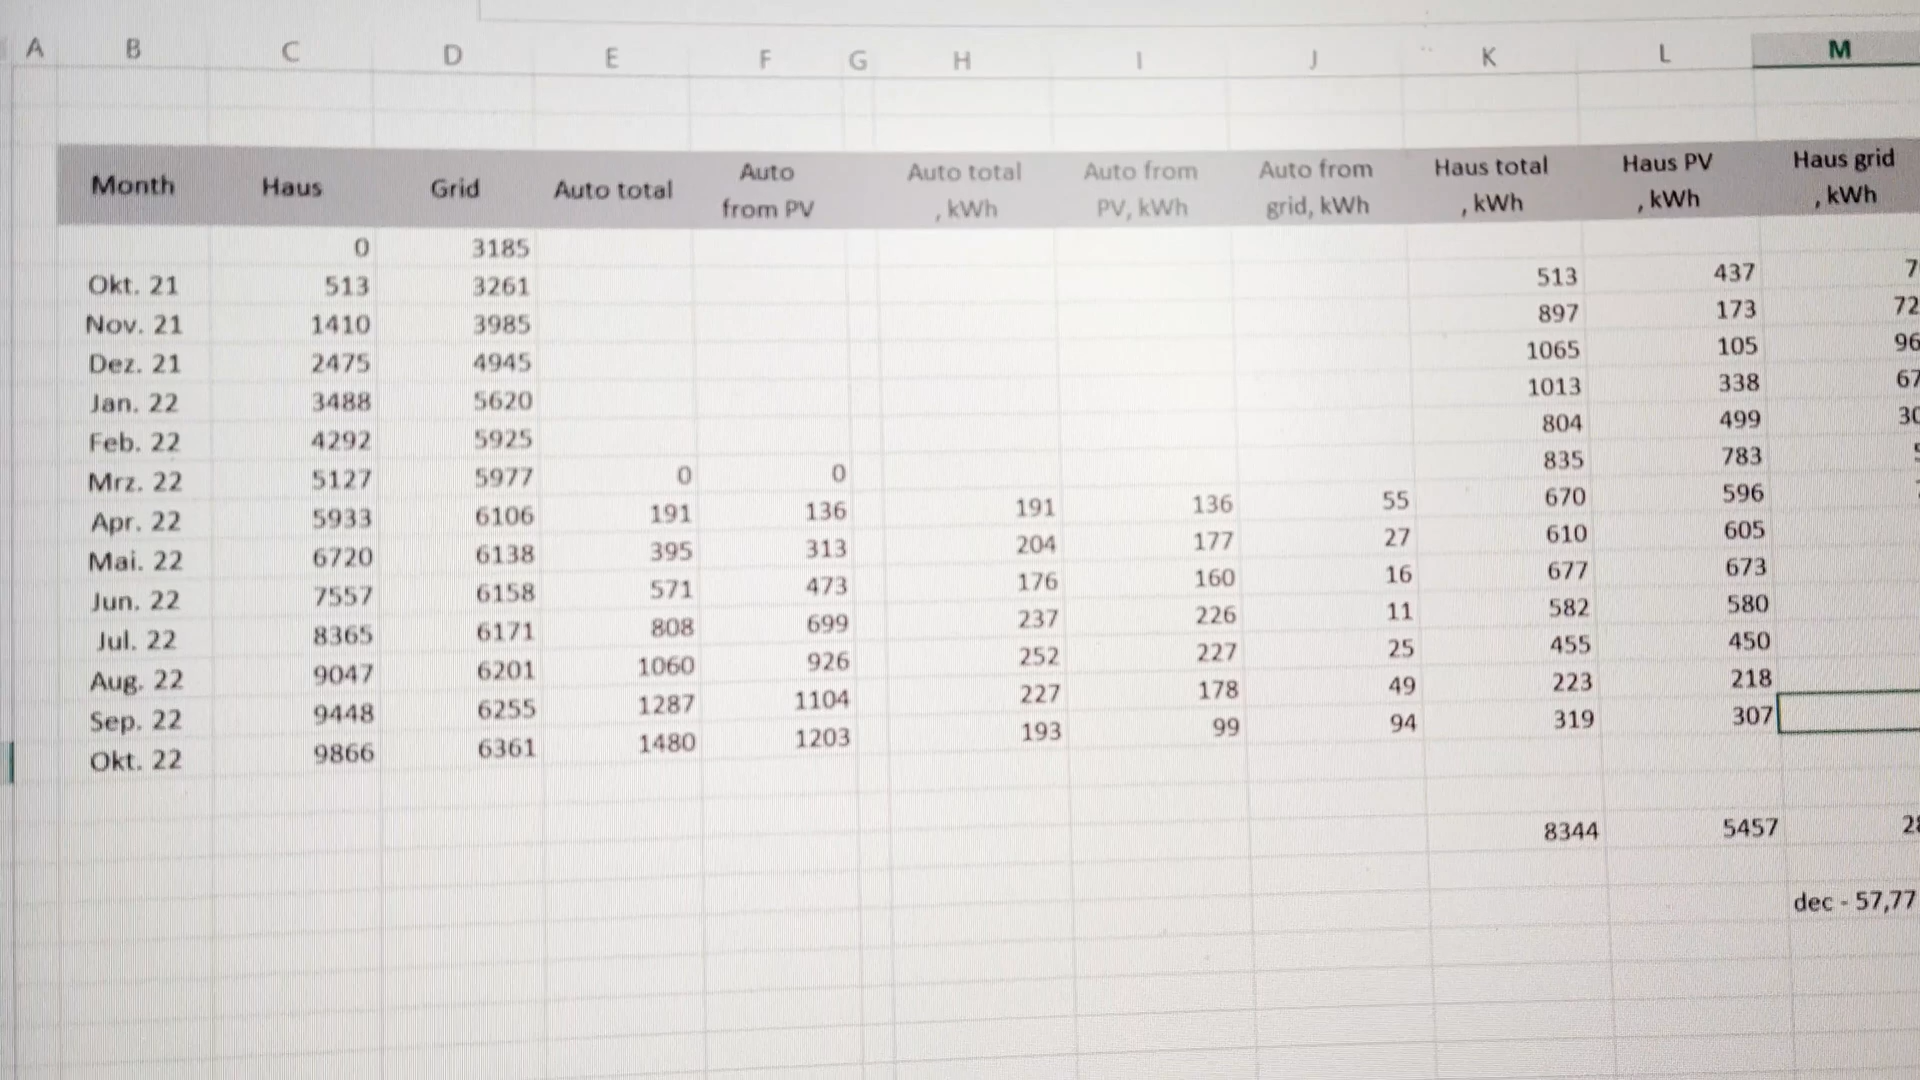 A B C D E F G H I J K L M
Month Haus Grid Auto total Auto from PV Auto total , kWh Auto from PV, kWh Auto from grid, kWh Haus total , kWh Haus PV , kWh Haus grid , kWh
0 3185
Okt. 21 513 3261 513 437 7
Nov. 21 1410 3985 897 173 72
Dez. 21 2475 4945 1065 105 96
Jan. 22 3488 5620 1013 338 67
Feb. 22 4292 5925 804 499
Mrz. 22 5127 5977 0 0 835 783
Apr. 22 5933 6106 191 136 191 136 55 670 596
Mai. 22 6720 6138 395 313 204 177 27 610 605
Jun. 22 7557 6158 571 473 176 160 16 677 673
Jul. 22 8365 6171 808 699 237 226 11 582 580
Aug. 22 9047 6201 1060 926 252 227 25 455 450
Sep. 22 9448 6255 1287 1104 227 178 49 223 218
Okt. 22 9866 6361 1480 1203 193 99 94 319 307
8344 5457
dec - 57,77